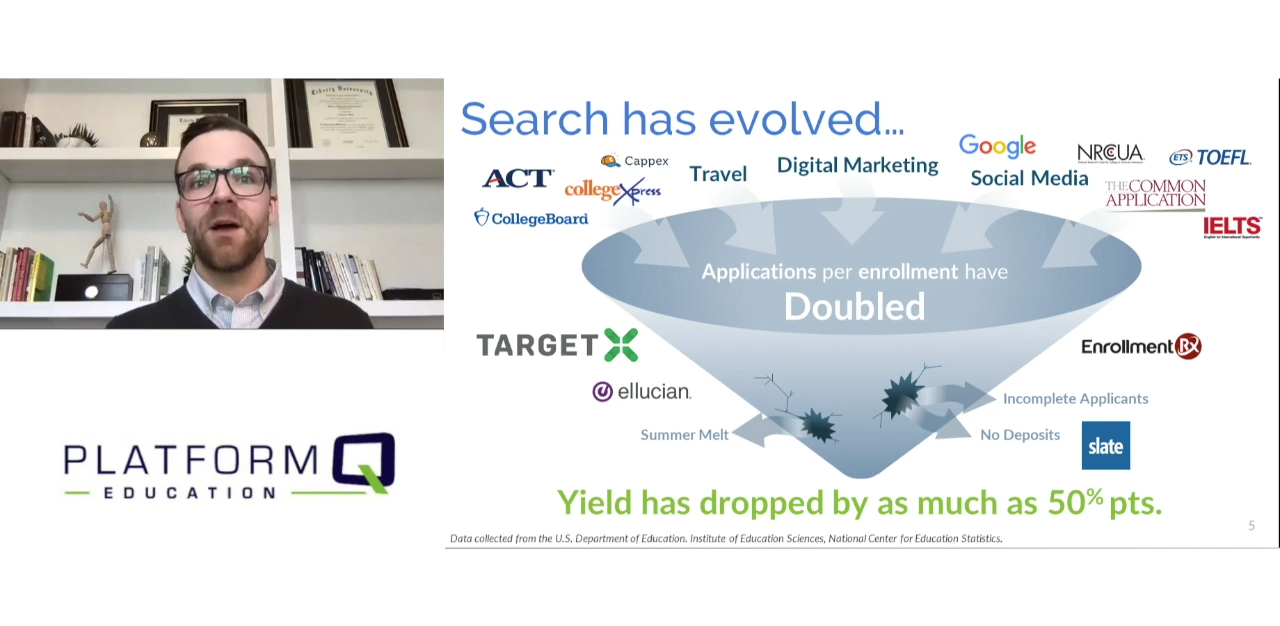 Liberty University
PLATFORM Q
EDUCATION
Search has evolved...
ACT
Cappex
collegeXpress
CollegeBoard
Travel
Digital Marketing
Google
Social Media
NRCCUA
ETS TOEFL
THE COMMON
APPLICATION
IELTS
Applications per enrollment have
Doubled
TARGET X
ellucian
Enrollment Rx
Incomplete Applicants
Summer Melt
No Deposits
slate
Yield has dropped by as much as 50% pts.
5
Data collected from the U.S. Department of Education. Institute of Education Sciences, National Center for Education Statistics.